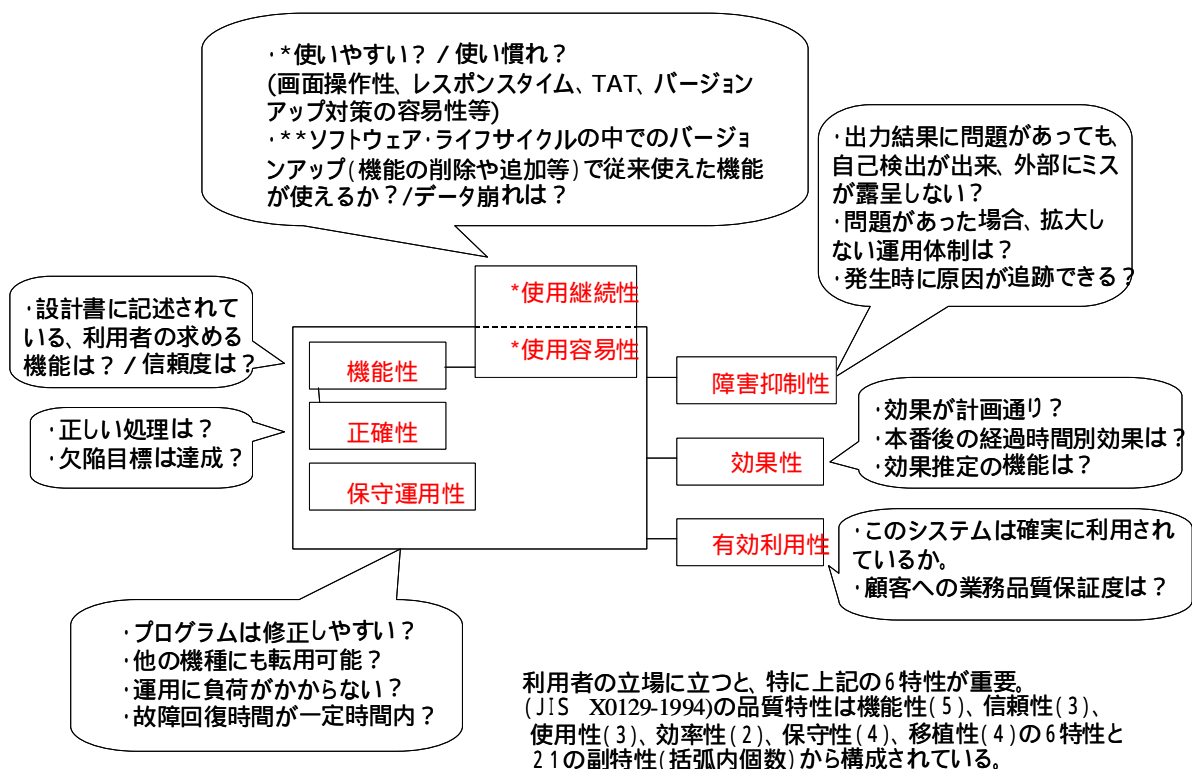 ·*使いやすい？ / 使い慣れ？
(画面操作性、レスポンスタイム、TAT、バージョン
アップ対策の容易性等)
·**ソフトウェア·ライフサイクルの中でのバージョ
ンアップ(機能の削除や追加等)で従来使えた機能
が使えるか？/データ崩れは？
·出力結果に問題があっても、
自己検出が出来、外部にミス
が露呈しない？
·問題があった場合、拡大し
ない運用体制は？
·発生時に原因が追跡できる？
*使用継続性
*使用容易性
·設計書に記述されて
いる、利用者の求める
機能は？ / 信頼度は？
機能性
障害抑制性
·正しい処理は？
·欠陥目標は達成？
正確性
·効果が計画通り？
·本番後の経過時間別効果は？
·効果推定の機能は？
効果性
保守運用性
有効利用性
·このシステムは確実に利用され
ているか。
·顧客への業務品質保証度は？
·プログラムは修正しやすい？
·他の機種にも転用可能？
·運用に負荷がかからない？
·故障回復時間が一定時間内？
利用者の立場に立つと、特に上記の6特性が重要。
(JIS X0129-1994)の品質特性は機能性(5)、信頼性(3)、
使用性(3)、効率性(2)、保守性(4)、移植性(4)の6特性と
21の副特性(括弧内個数)から構成されている。